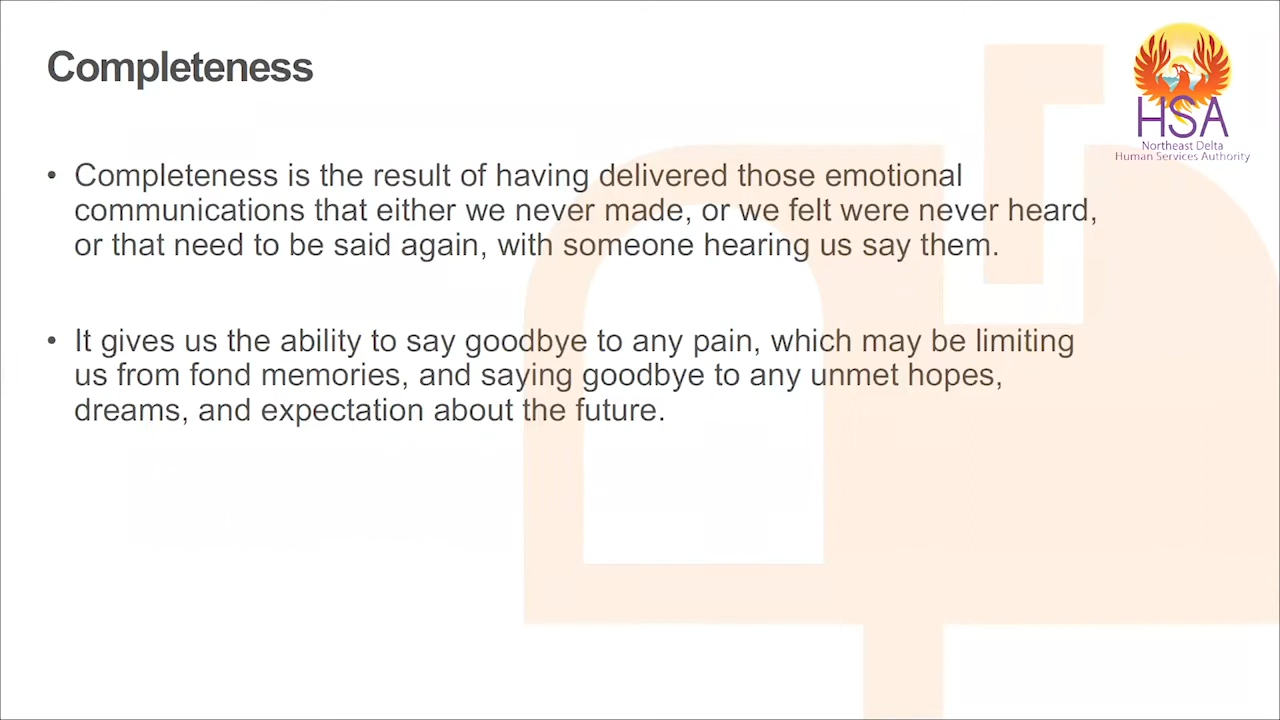 Completeness
HSA
Northeast Delta
Human Services Authority
• Completeness is the result of having delivered those emotional
communications that either we never made, or we felt were never heard,
or that need to be said again, with someone hearing us say them.
• It gives us the ability to say goodbye to any pain, which may be limiting
us from fond memories, and saying goodbye to any unmet hopes,
dreams, and expectation about the future.